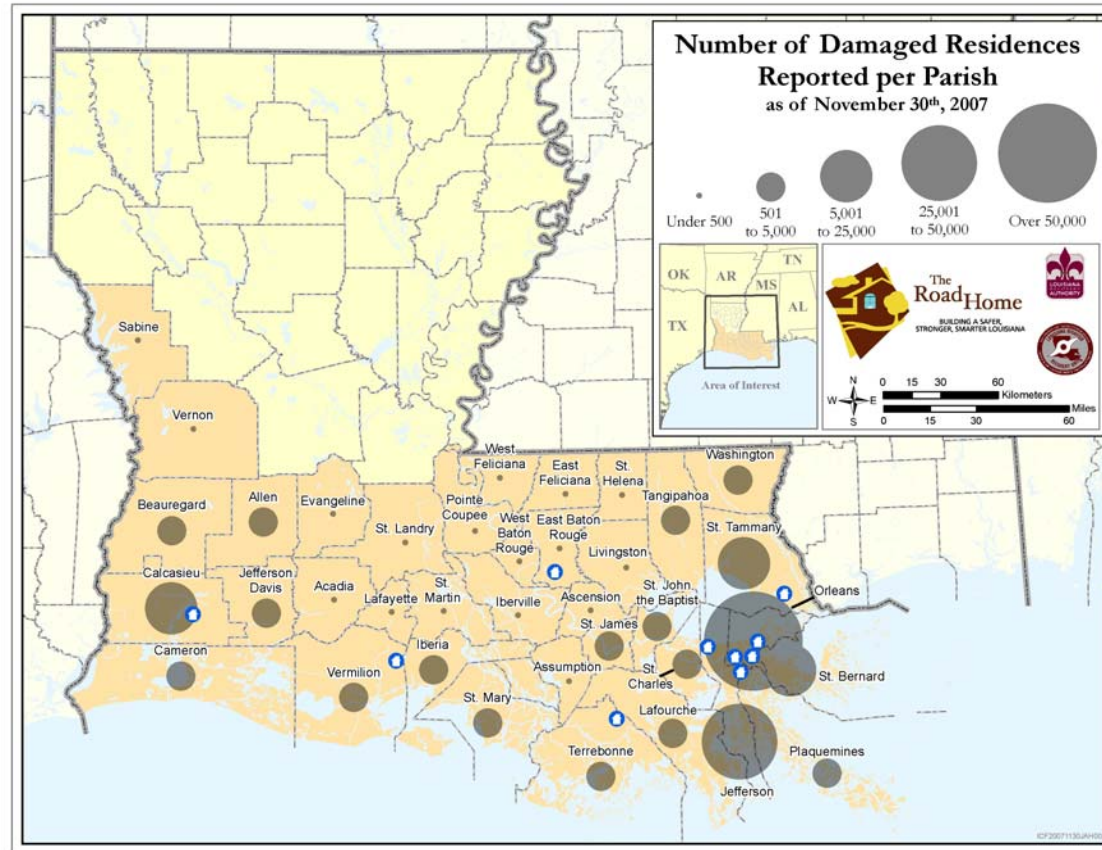 Number of Damaged Residences
Reported per Parish
as of November 30th, 2007
Under 500
501
to 5,000
5,001
to 25,000
25,001
to 50,000
Over 50,000
OK
AR
TN
MS
AL
TX
Area of Interest
The
Road Home
BUILDING A SAFER,
STRONGER, SMARTER LOUISIANA
LOUISIANA
AUTHORITY
N
W
E
S
0 15 30 60
Kilometers
Miles
0 15 30 60
Sabine
Vernon
West
Feliciana
East
Feliciana
St.
Helena
Washington
Beauregard
Allen
Evangeline
St. Landry
Pointe
Coupee
West
Baton
Rouge
East Baton
Rouge
Tangipahoa
St. Tammany
Livingston
Calcasieu
Jefferson
Davis
Acadia
Lafayette
St.
Martin
Iberville
Ascension
St. John
the Baptist
Orleans
St. James
Cameron
Vermilion
Iberia
Assumption
St.
Charles
St. Bernard
St. Mary
Lafourche
Terrebonne
Plaquemines
Jefferson